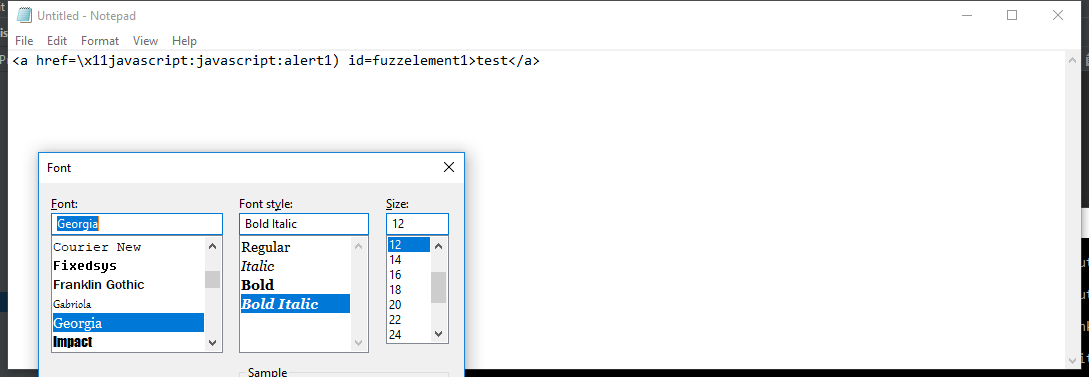 Untitled - Notepad
File Edit Format View Help
<a href=\x11javascript:javascript:alert1) id=fuzzelement1>test</a>
Font
Font: Font style: Size:
Georgia Bold Italic 12
Courier New Regular 12
Fixedsys Italic 14
Franklin Gothic Bold 16
Gabriola Bold Italic 18
Georgia 20
Impact 22
24
Sample